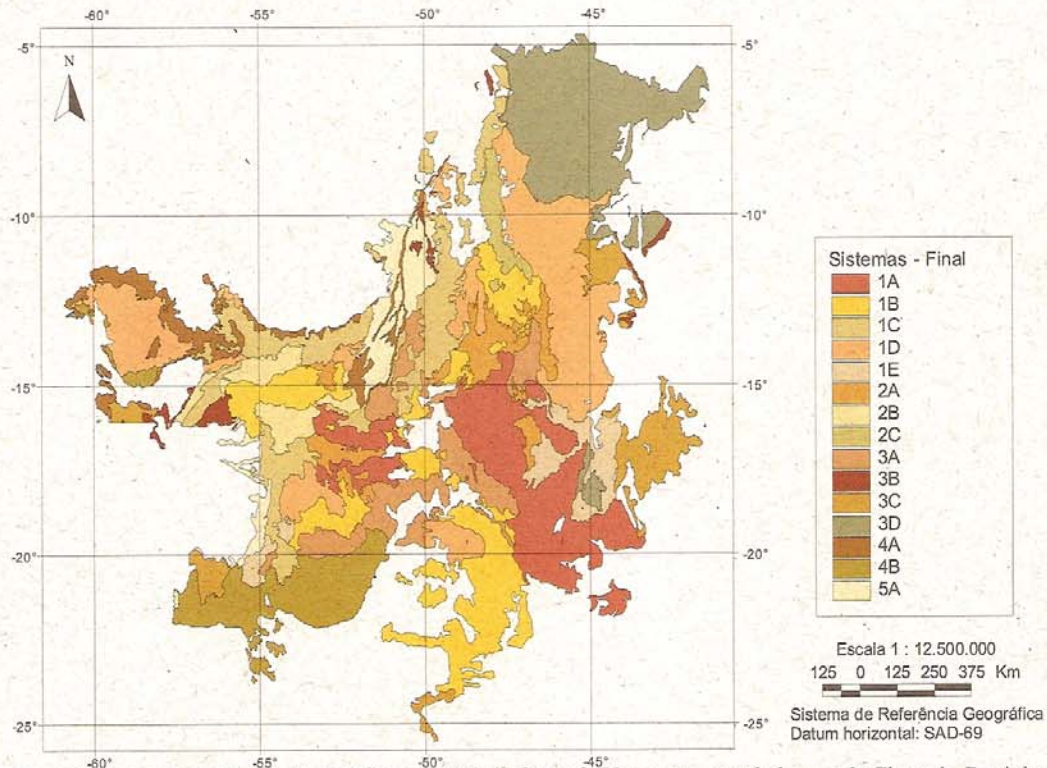 -60° -55° -50° -45°
N
-5° -5°
-10° -10°
-15° -15°
-20° -20°
-25° -25°
-60° -55° -50° -45°
Sistemas - Final
1A
1B
1C
1D
1E
2A
2B
2C
3A
3B
3C
3D
4A
4B
5A
Escala 1 : 12.500.000
125 0 125 250 375 Km
Sistema de Referência Geográfica
Datum horizontal: SAD-69